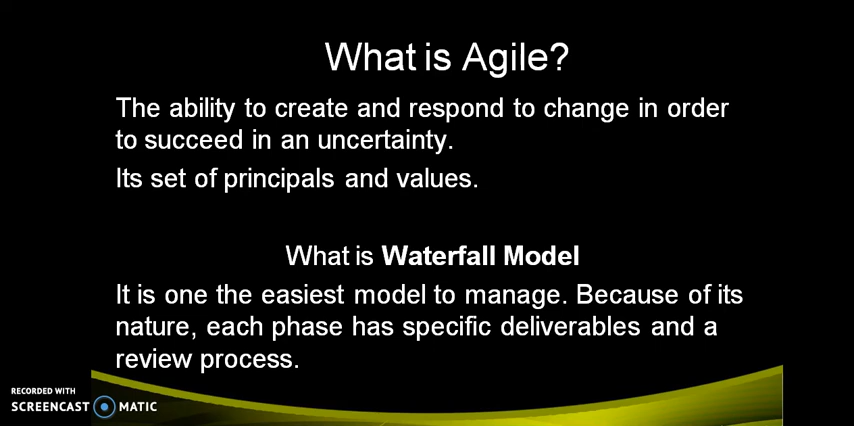 What is Agile?
The ability to create and respond to change in order
to succeed in an uncertainty.
Its set of principals and values.
What is Waterfall Model
It is one the easiest model to manage. Because of its
nature, each phase has specific deliverables and a
review process.
RECORDED WITH
SCREENCAST MATIC